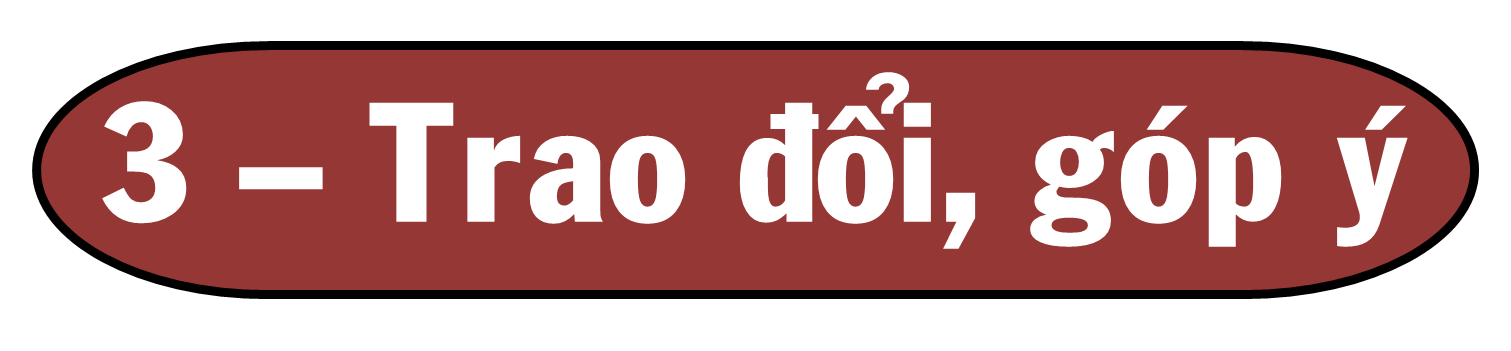 3 – Trao đổi, góp ý